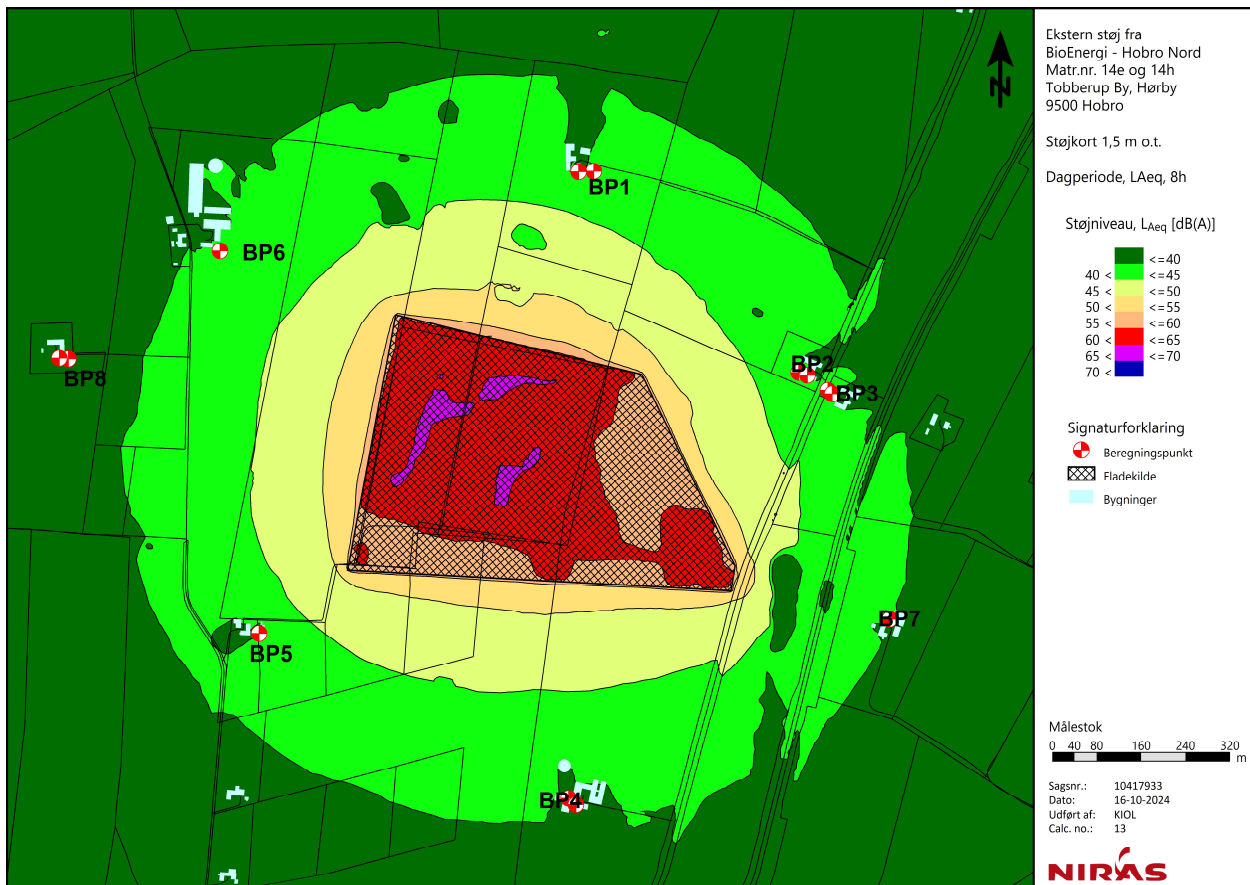 Ekstern støj fra
BioEnergi - Hobro Nord
Matr.nr. 14e og 14h
Tobberup By, Hørby
9500 Hobro
Støjkort 1,5 m o.t.
Dagperiode, LAeq, 8h
Støjniveau, LAeq [dB(A)]
<=40
40 < <=45
45 < <=50
50 < <=55
55 < <=60
60 < <=65
65 < <=70
70 <
Signaturforklaring
Beregningspunkt
Fladekilde
Bygninger
Målestok
0 40 80 160 240 320
m
Sagsnr.: 10417933
Dato: 16-10-2024
Udført af: KIOL
Calc. no.: 13
NIRAS
N
BP1
BP6
BP2
BP8
BP3
BP7
BP5
BP4